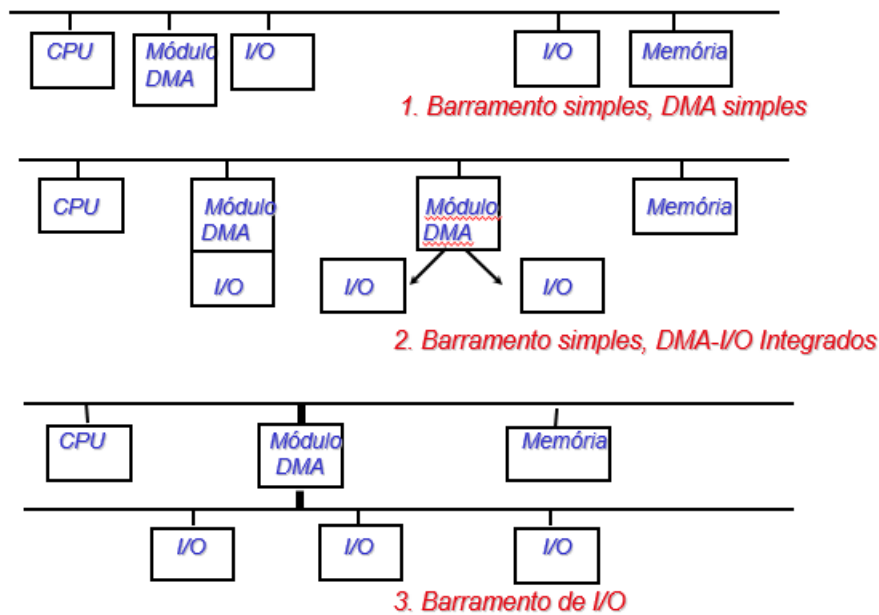 CPU
Módulo
DMA
I/O
I/O
Memória
1. Barramento simples, DMA simples
CPU
Módulo
DMA
I/O
Módulo
DMA
I/O
I/O
Memória
2. Barramento simples, DMA-I/O Integrados
CPU
Módulo
DMA
Memória
I/O
I/O
I/O
3. Barramento de I/O